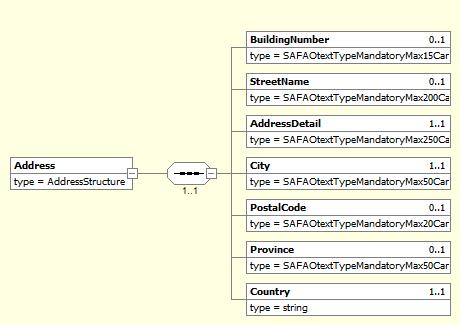 BuildingNumber 0..1
type = SAFAOtextTypeMandatoryMax15Car
StreetName 0..1
type = SAFAOtextTypeMandatoryMax200Ca
AddressDetail 1..1
type = SAFAOtextTypeMandatoryMax250Ca
Address
type = AddressStructure
1..1
City 1..1
type = SAFAOtextTypeMandatoryMax50Car
PostalCode 0..1
type = SAFAOtextTypeMandatoryMax20Car
Province 0..1
type = SAFAOtextTypeMandatoryMax50Car
Country 1..1
type = string